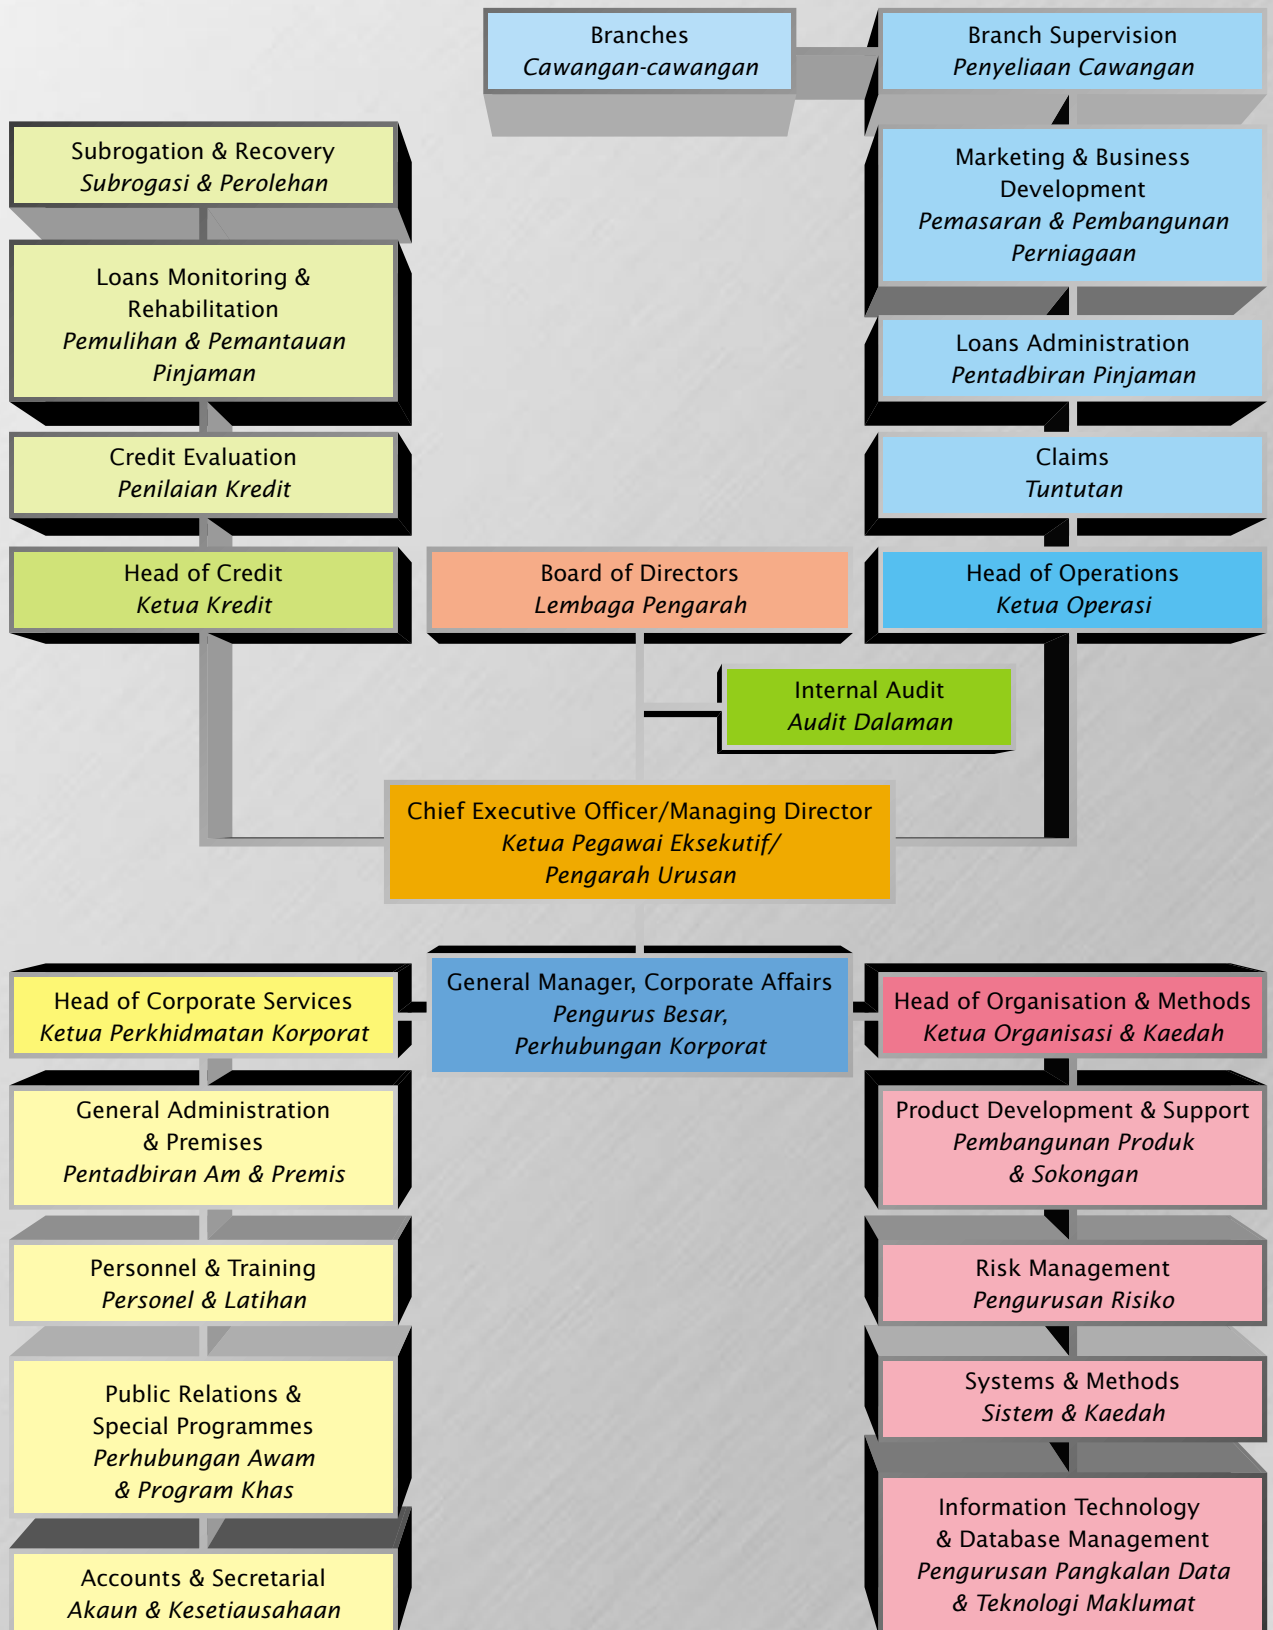 Branches
Cawangan-cawangan
Branch Supervision
Penyeliaan Cawangan
Subrogation & Recovery
Subrogasi & Perolehan
Marketing & Business
Development
Pemasaran & Pembangunan
Perniagaan
Loans Monitoring &
Rehabilitation
Pemulihan & Pemantauan
Pinjaman
Loans Administration
Pentadbiran Pinjaman
Credit Evaluation
Penilaian Kredit
Claims
Tuntutan
Head of Credit
Ketua Kredit
Board of Directors
Lembaga Pengarah
Head of Operations
Ketua Operasi
Internal Audit
Audit Dalaman
Chief Executive Officer/Managing Director
Ketua Pegawai Eksekutif/
Pengarah Urusan
Head of Corporate Services
Ketua Perkhidmatan Korporat
General Manager, Corporate Affairs
Pengurus Besar,
Perhubungan Korporat
Head of Organisation & Methods
Ketua Organisasi & Kaedah
General Administration
& Premises
Pentadbiran Am & Premis
Product Development & Support
Pembangunan Produk
& Sokongan
Personnel & Training
Personel & Latihan
Risk Management
Pengurusan Risiko
Public Relations &
Special Programmes
Perhubungan Awam
& Program Khas
Systems & Methods
Sistem & Kaedah
Accounts & Secretarial
Akaun & Kesetiausahaan
Information Technology
& Database Management
Pengurusan Pangkalan Data
& Teknologi Maklumat